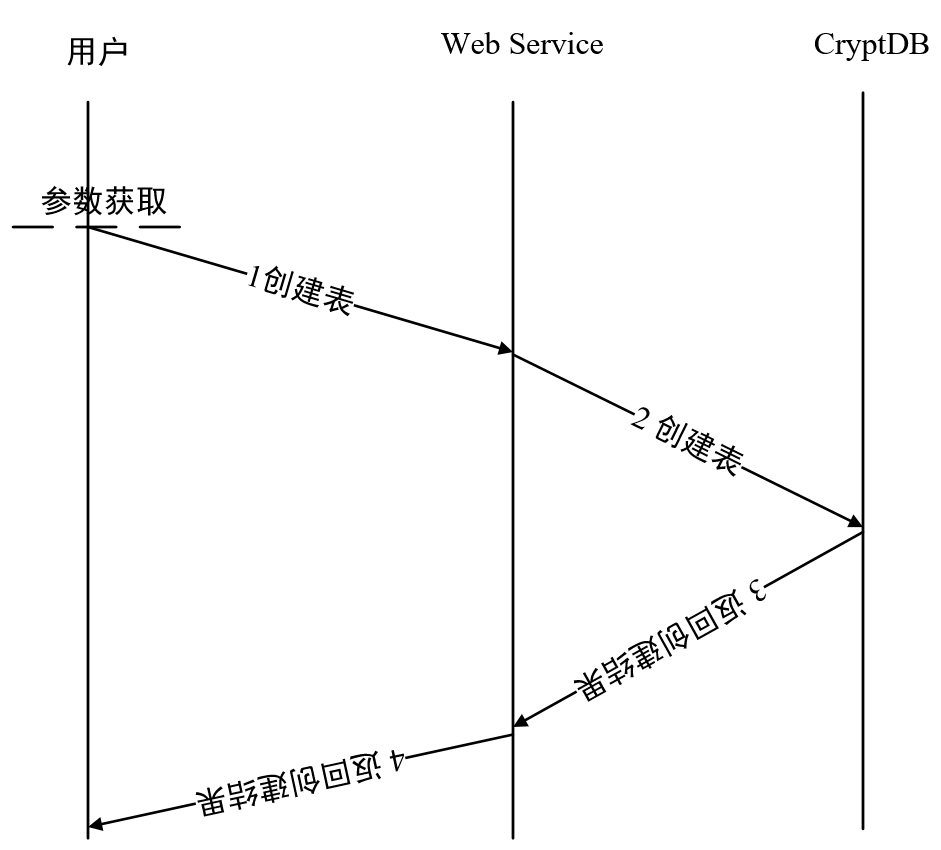 用户
Web Service
CryptDB
参数获取
1创建表
2 创建表
3 返回创建结果
4 返回创建结果